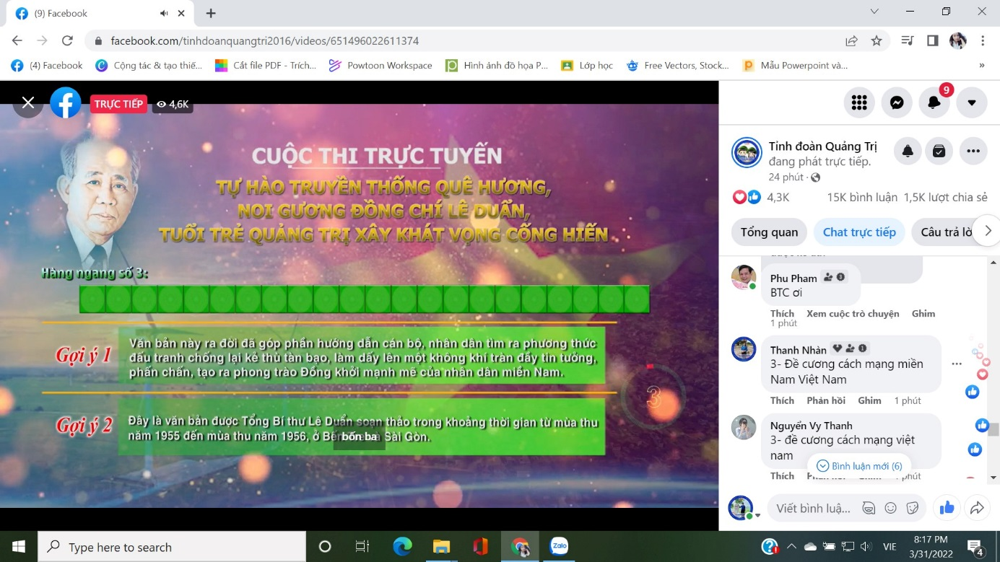 (9) Facebook
facebook.com/tinhdoanquangtri2016/videos/651496022611374
(4) Facebook
Cộng tác & tạo thiế...
Cắt file PDF - Trích...
Powtoon Workspace
Hình ảnh đồ họa P...
Lớp học
Free Vectors, Stock...
Mẫu Powerpoint và...
»
TRỰC TIẾP
4,6K
CUỘC THI TRỰC TUYẾN
TỰ HÀO TRUYỀN THỐNG QUÊ HƯƠNG,
NOI GƯƠNG ĐỒNG CHÍ LÊ DUẨN,
TUỔI TRẺ QUẢNG TRỊ XÂY KHÁT VỌNG CỐNG HIẾN
Hàng ngang số 3:
Gợi ý 1
Văn bản này ra đời đã góp phần hướng dẫn cán bộ, nhân dân tìm ra phương thức
đấu tranh chống lại kẻ thù tàn bạo, làm dấy lên một không khí tràn đầy tin tưởng,
phấn chấn, tạo ra phong trào Đồng khởi mạnh mẽ của nhân dân miền Nam.
3
Gợi ý 2
Đây là văn bản được Tổng Bí thư Lê Duẩn soạn thảo trong khoảng thời gian từ mùa thu
năm 1955 đến mùa thu năm 1956, ở Sài Gòn.
bốn ba
9
Tỉnh đoàn Quảng Trị
đang phát trực tiếp.
24 phút ·
4,3K
15K bình luận 1,5K lượt chia sẻ
Tổng quan
Chat trực tiếp
Câu trả lờ
Phu Pham
BTC ơi
Thích Xem cuộc trò chuyện Ghim
1 phút
Thanh Nhàn
3- Đề cương cách mạng miền
Nam Việt Nam
Thích Phản hồi Ghim 1 phút
Nguyễn Vy Thanh
3- đề cương cách mạng việt
nam
Bình luận mới (6)
Thích phút
Viết bình luậ...
Type here to search
Zalo
VIE
8:17 PM
3/31/2022
4